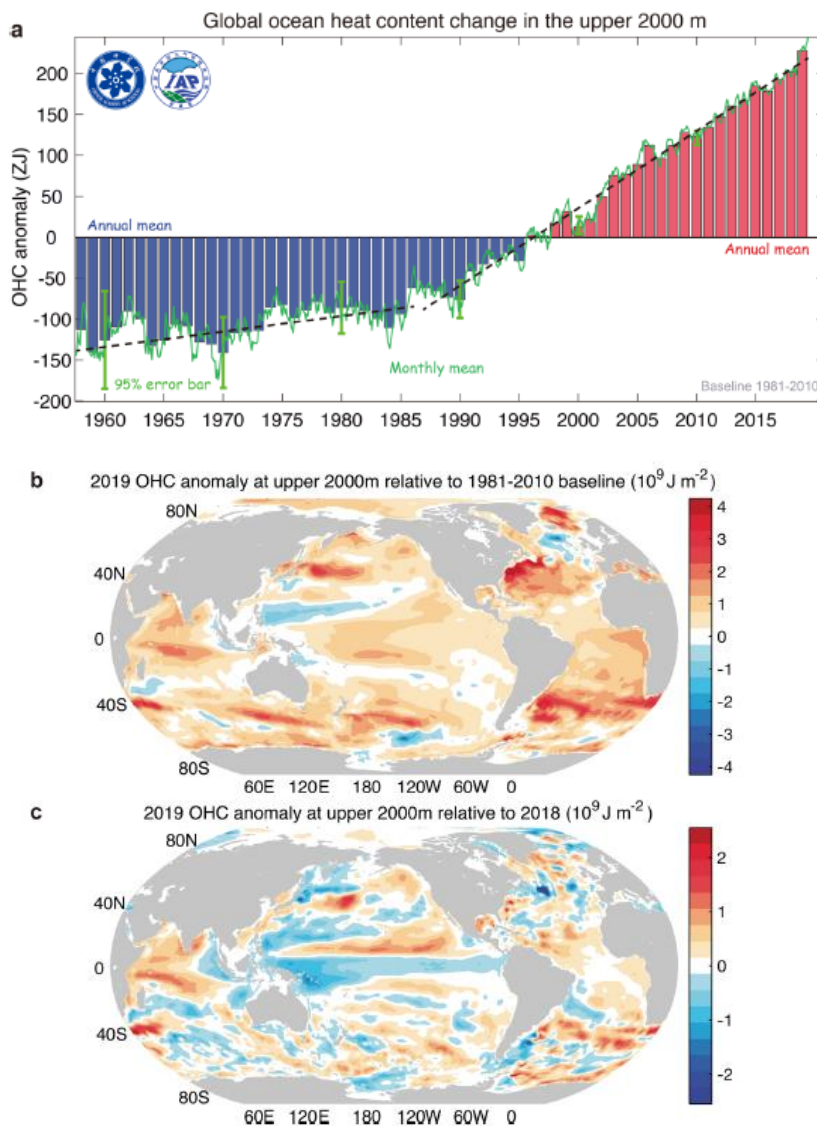 a
Global ocean heat content change in the upper 2000 m
IAP
OHC anomaly (ZJ)
200
150
100
50
0
-50
-100
-150
-200
Annual mean
Annual mean
95% error bar
Monthly mean
Baseline 1981-2010
1960 1965 1970 1975 1980 1985 1990 1995 2000 2005 2010 2015
b
2019 OHC anomaly at upper 2000m relative to 1981-2010 baseline (10⁹ J m⁻²)
80N
40N
0
40S
80S
60E 120E 180 120W 60W 0
4
3
2
1
0
-1
-2
-3
-4
c
2019 OHC anomaly at upper 2000m relative to 2018 (10⁹ J m⁻²)
80N
40N
0
40S
80S
60E 120E 180 120W 60W 0
2
1
0
-1
-2